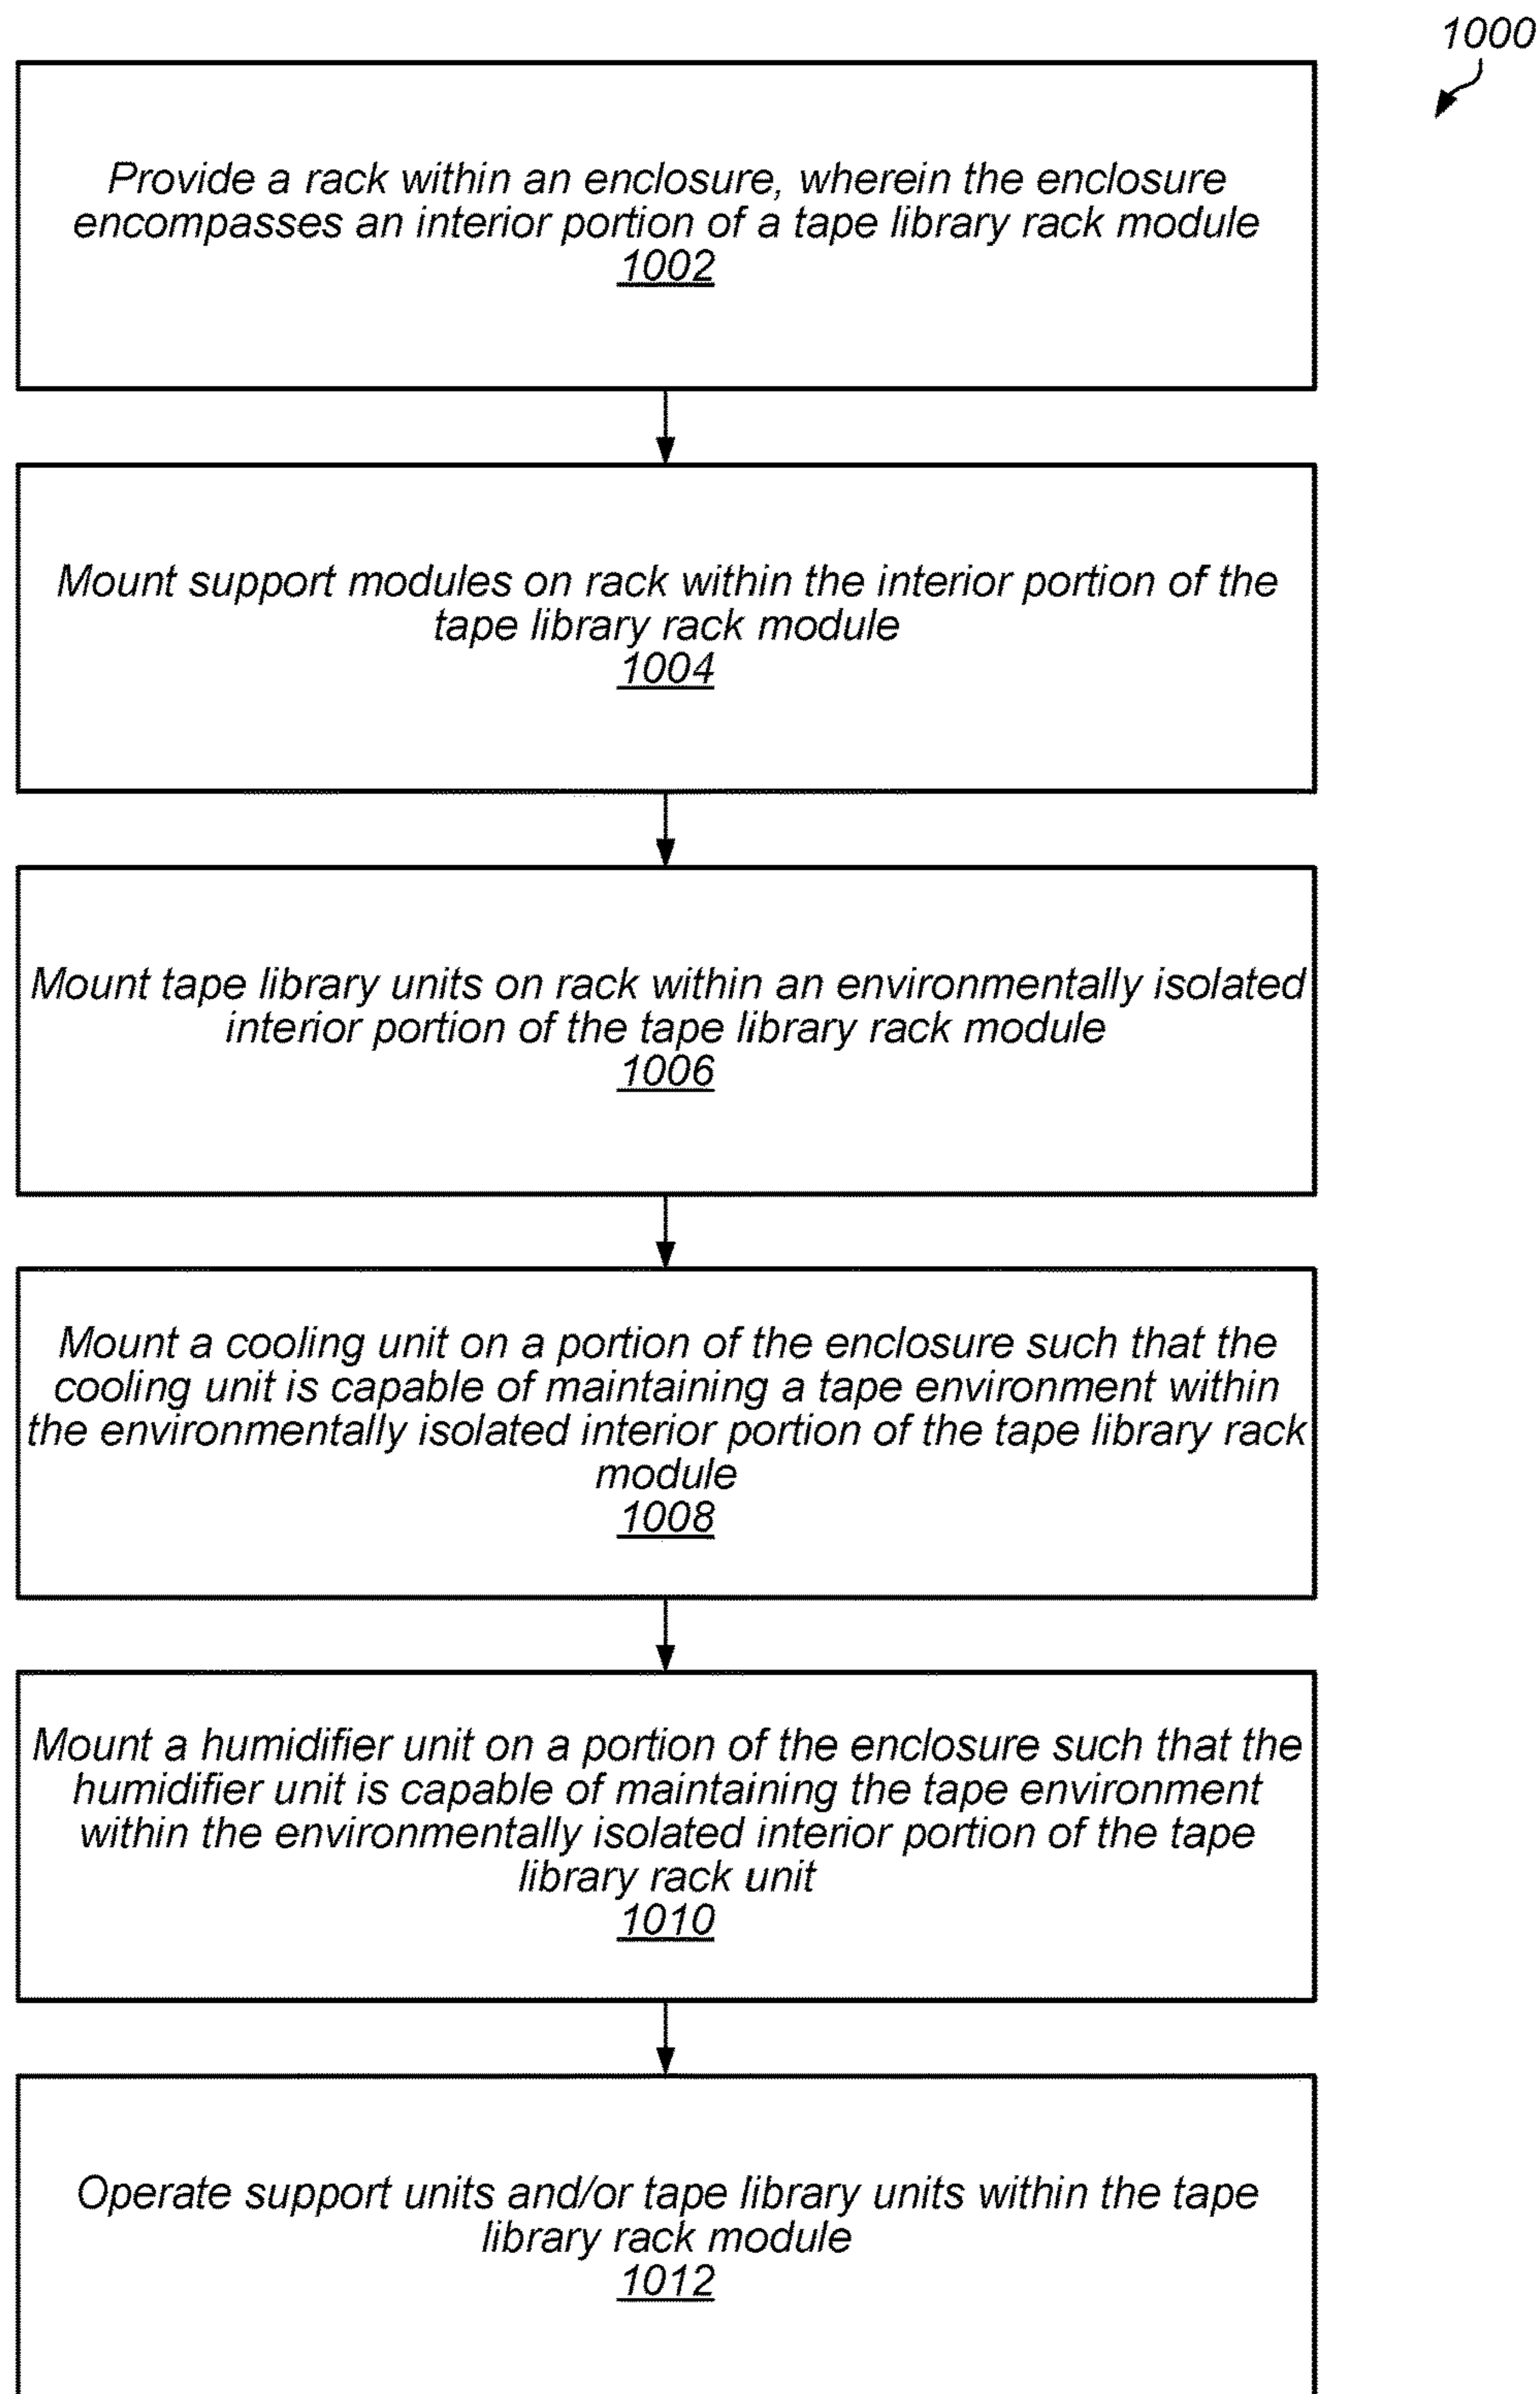 1000
Provide a rack within an enclosure, wherein the enclosure
encompasses an interior portion of a tape library rack module
1002
Mount support modules on rack within the interior portion of the
tape library rack module
1004
Mount tape library units on rack within an environmentally isolated
interior portion of the tape library rack module
1006
Mount a cooling unit on a portion of the enclosure such that the
cooling unit is capable of maintaining a tape environment within
the environmentally isolated interior portion of the tape library rack
module
1008
Mount a humidifier unit on a portion of the enclosure such that the
humidifier unit is capable of maintaining the tape environment
within the environmentally isolated interior portion of the tape
library rack unit
1010
Operate support units and/or tape library units within the tape
library rack module
1012